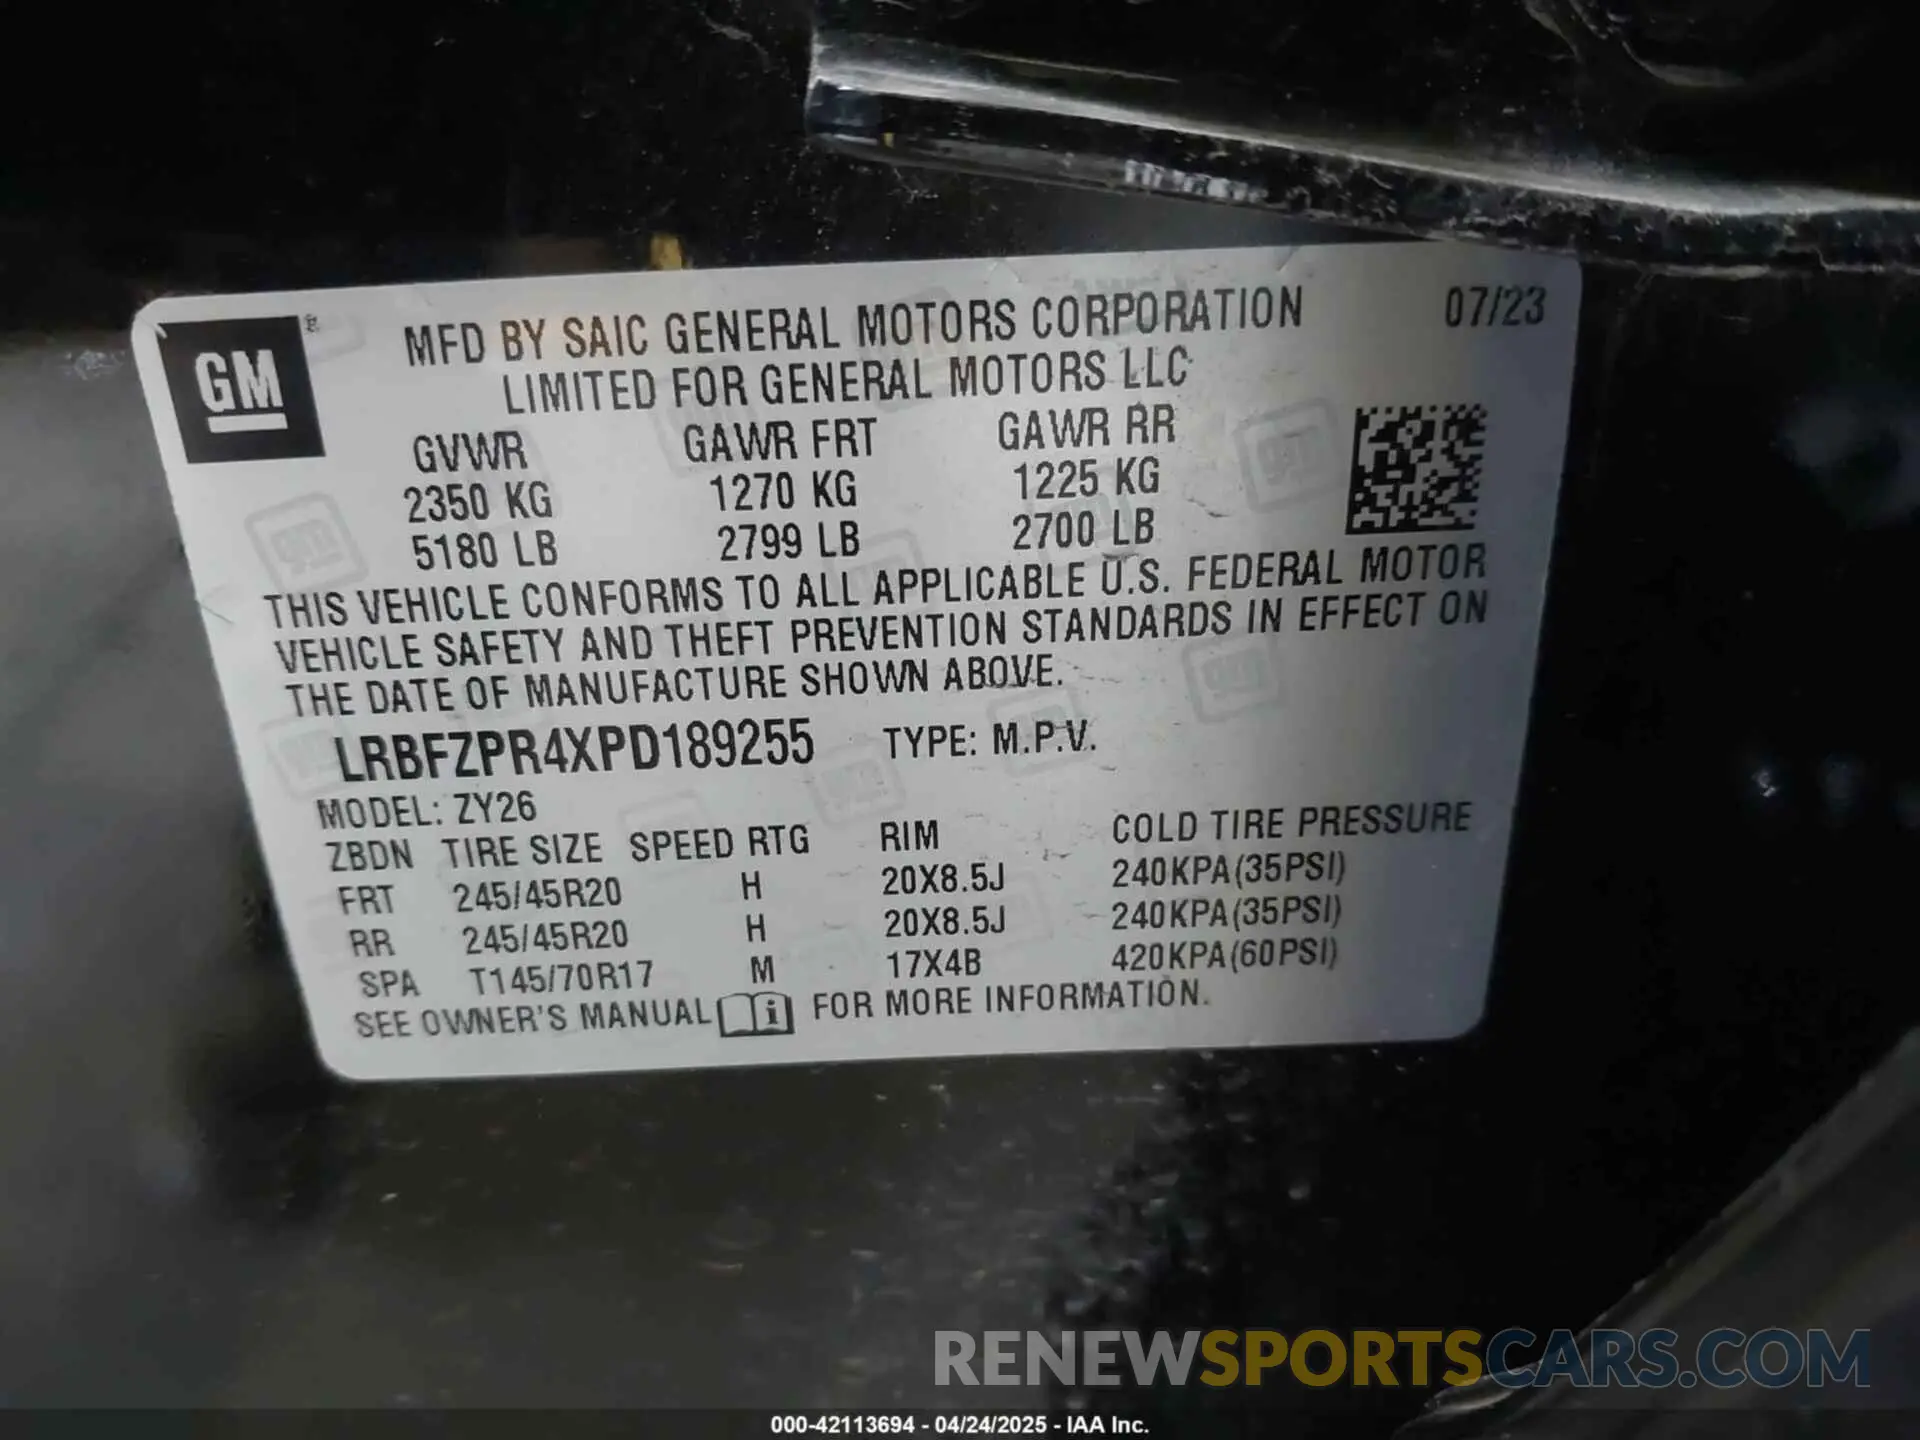 GM
MFD BY SAIC GENERAL MOTORS CORPORATION 07/23
LIMITED FOR GENERAL MOTORS LLC
GVWR GAWR FRT GAWR RR
2350 KG 1270 KG 1225 KG
5180 LB 2799 LB 2700 LB
THIS VEHICLE CONFORMS TO ALL APPLICABLE U.S. FEDERAL MOTOR
VEHICLE SAFETY AND THEFT PREVENTION STANDARDS IN EFFECT ON
THE DATE OF MANUFACTURE SHOWN ABOVE.
LRBFZPR4XPD189255 TYPE: M.P.V.
MODEL: ZY26
ZBDN TIRE SIZE SPEED RTG RIM COLD TIRE PRESSURE
FRT 245/45R20 H 20X8.5J 240KPA(35PSI)
RR 245/45R20 H 20X8.5J 240KPA(35PSI)
SPA T145/70R17 M 17X4B 420KPA(60PSI)
SEE OWNER'S MANUAL FOR MORE INFORMATION.
RENEWSPORTSCARS.COM
000-42113694 - 04/24/2025 - IAA Inc.